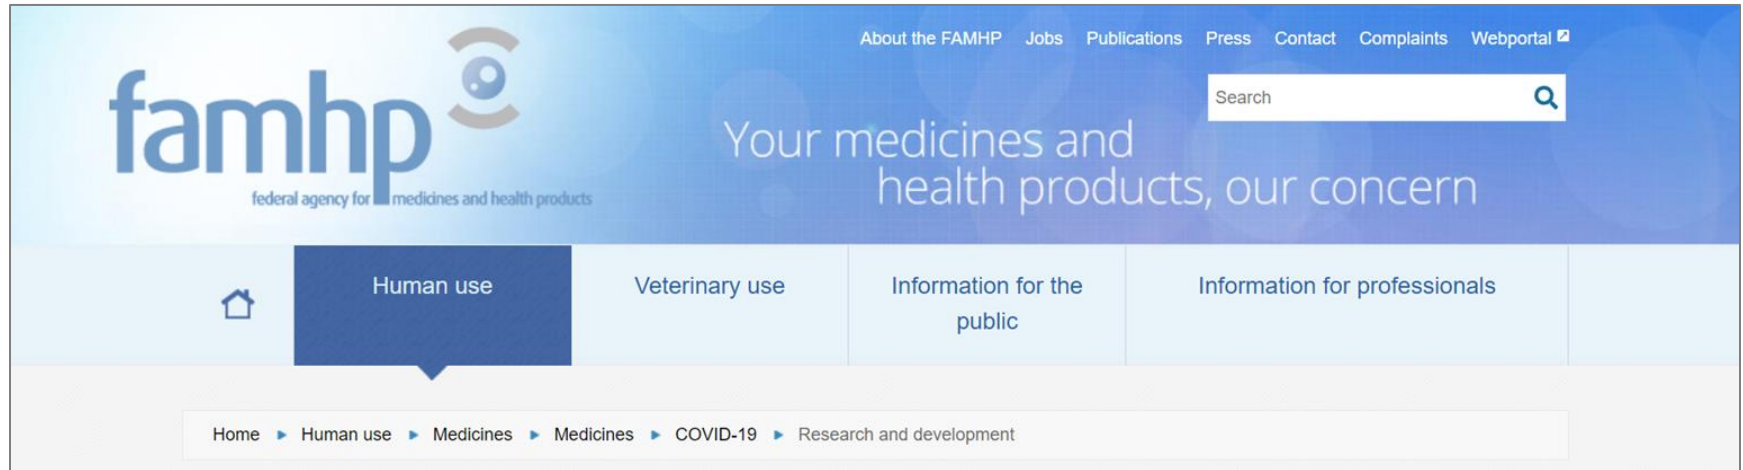 About the FAMHP Jobs Publications Press Contact Complaints Webportal
Search
famhp
federal agency for medicines and health products
Your medicines and
health products, our concern
Human use
Veterinary use
Information for the
public
Information for professionals
Home Human use Medicines Medicines COVID-19 Research and development